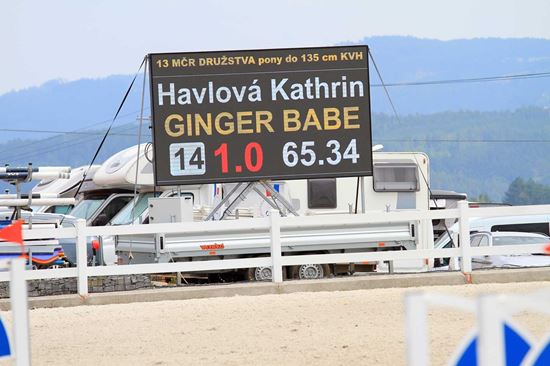 13 MČR DRUŽSTVA pony do 135 cm KVH
Havlová Kathrin
GINGER BABE
14 1.0 65.34